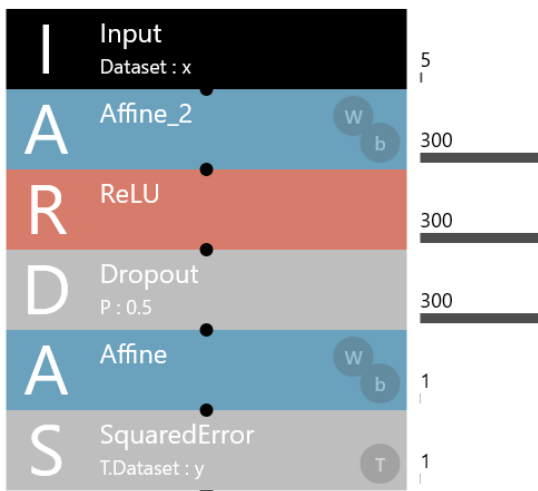 I
Input
Dataset : x
5
A
Affine_2
W
b
300
R
ReLU
300
D
Dropout
P : 0.5
300
A
Affine
W
b
1
S
SquaredError
T.Dataset : y
T
1